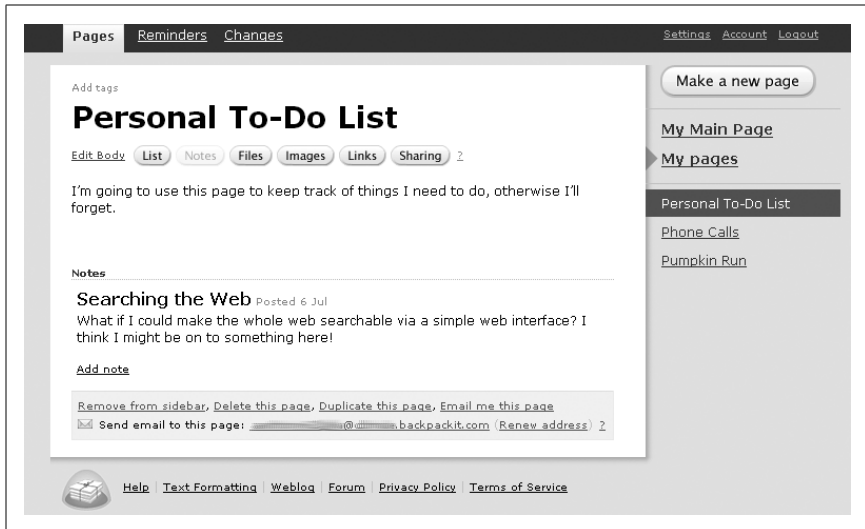 Pages Reminders Changes Settings Account Logout
Add tags
Personal To-Do List
Edit Body List Notes Files Images Links Sharing ?
I'm going to use this page to keep track of things I need to do, otherwise I'll
forget.
Notes
Searching the Web Posted 6 Jul
What if I could make the whole web searchable via a simple web interface? I
think I might be on to something here!
Add note
Remove from sidebar, Delete this page, Duplicate this page, Email me this page
Send email to this page: @ .backpackit.com (Renew address) ?
Make a new page
My Main Page
My pages
Personal To-Do List
Phone Calls
Pumpkin Run
Help | Text Formatting | Weblog | Forum | Privacy Policy | Terms of Service